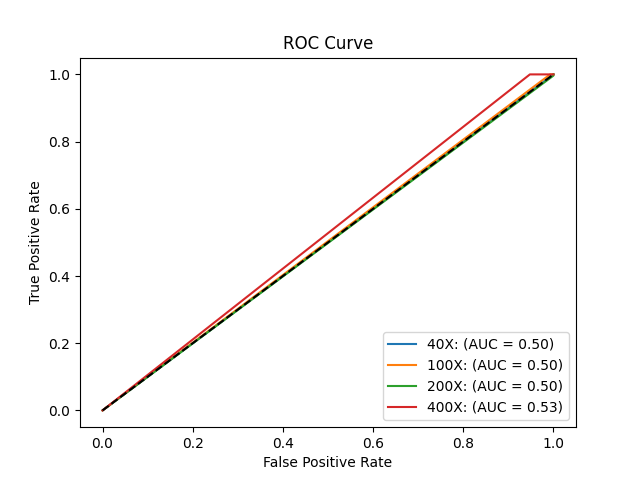 ROC Curve
True Positive Rate
1.0
0.8
0.6
0.4
0.2
0.0
40X: (AUC = 0.50)
100X: (AUC = 0.50)
200X: (AUC = 0.50)
400X: (AUC = 0.53)
0.0 0.2 0.4 0.6 0.8 1.0
False Positive Rate